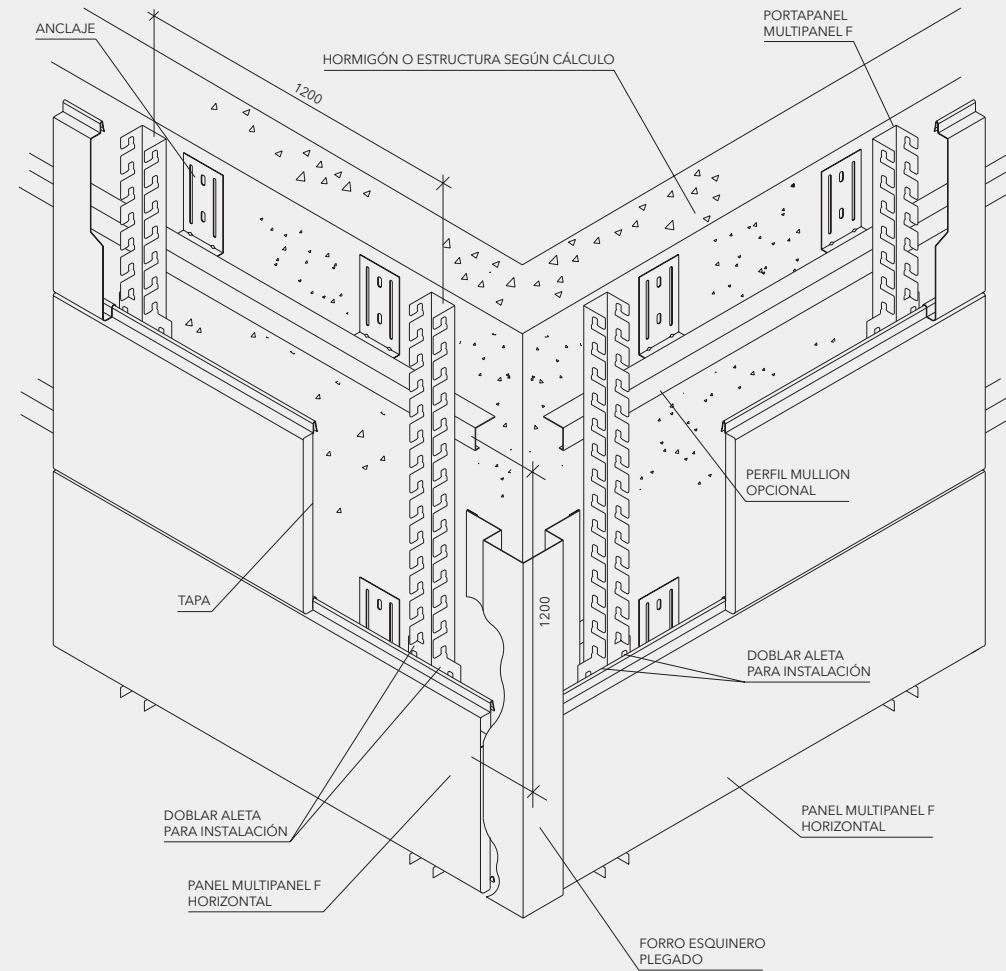 ANCLAJE
PORTAPANEL
MULTIPANEL F
HORMIGÓN O ESTRUCTURA SEGÚN CÁLCULO
1200
PERFIL MULLION
OPCIONAL
TAPA
1200
DOBLAR ALETA
PARA INSTALACIÓN
DOBLAR ALETA
PARA INSTALACIÓN
PANEL MULTIPANEL F
HORIZONTAL
PANEL MULTIPANEL F
HORIZONTAL
FORRO ESQUINERO
PLEGADO